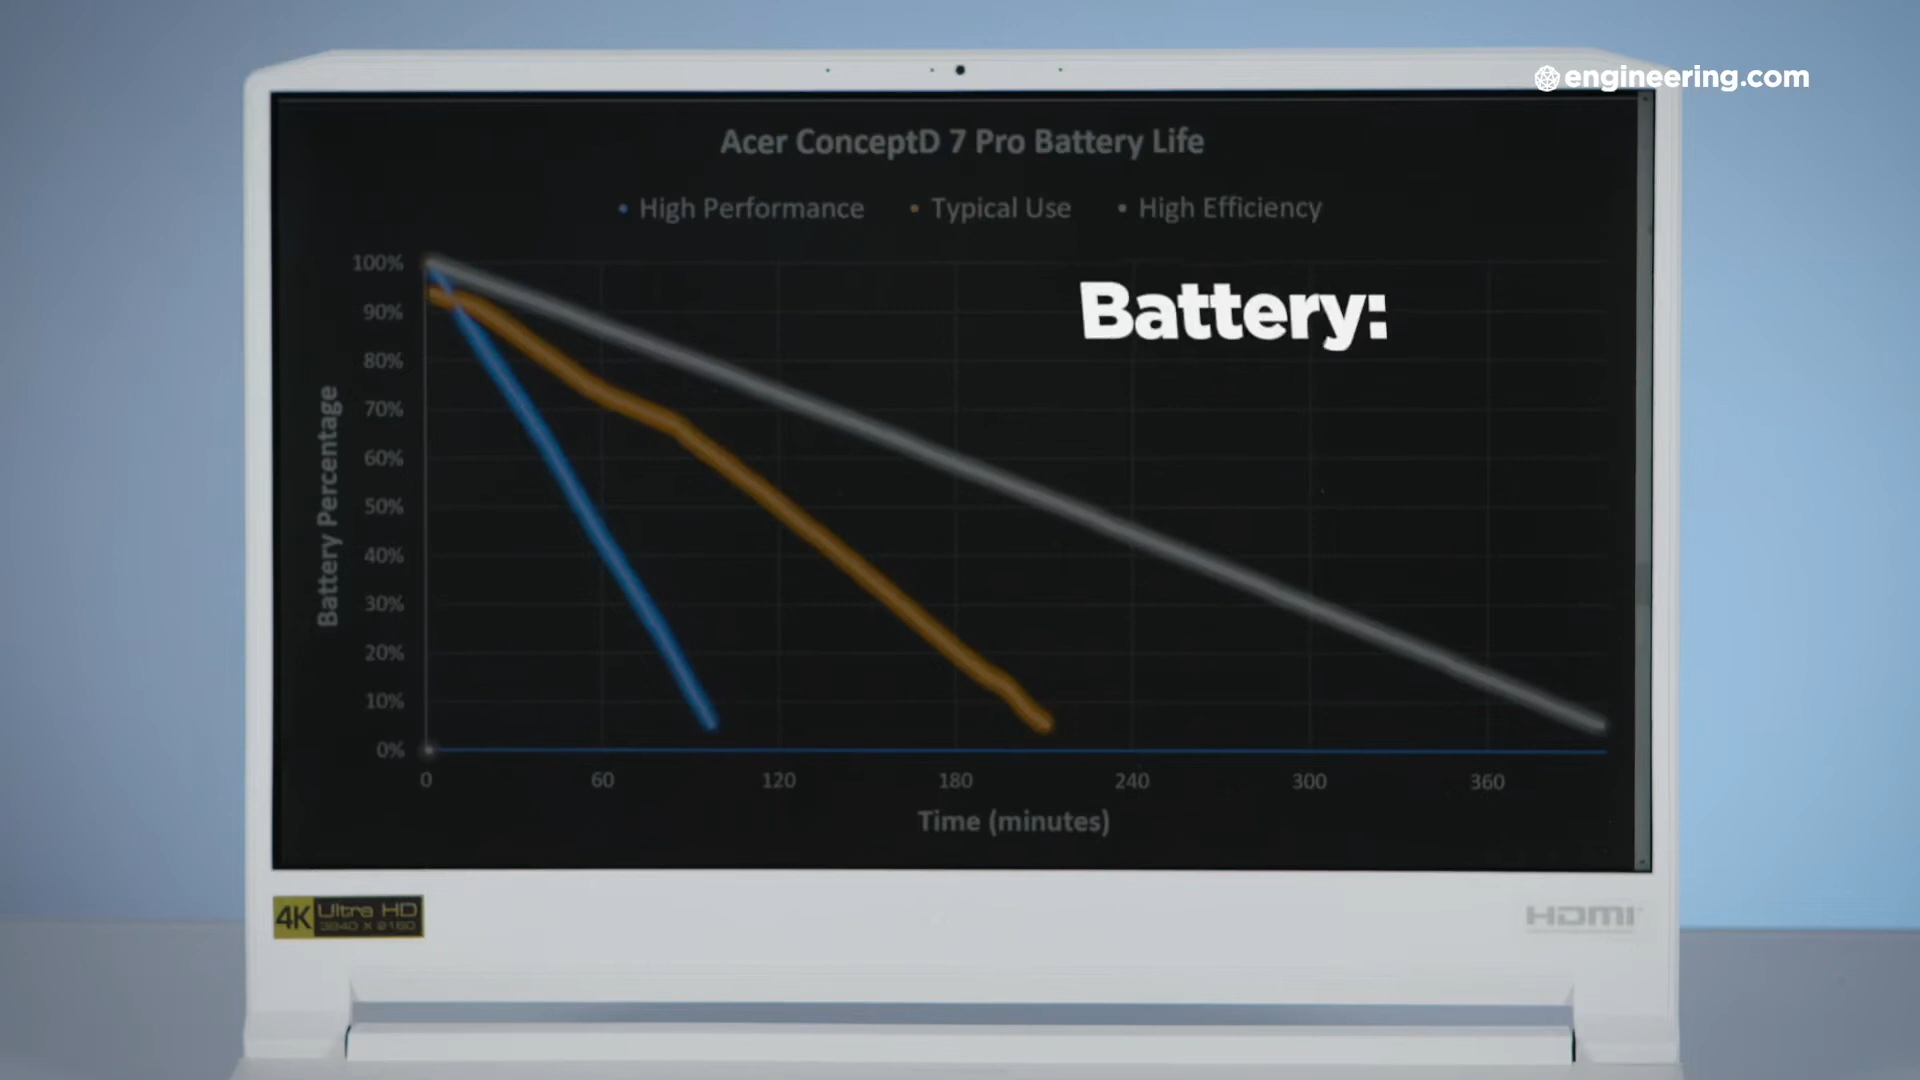 engineering.com
Acer ConceptD 7 Pro Battery Life
• High Performance • Typical Use • High Efficiency
Battery:
Battery Percentage
100%
90%
80%
70%
60%
50%
40%
30%
20%
10%
0%
0 60 120 180 240 300 360
Time (minutes)
4K Ultra HD
3840 X 2160
HDMI